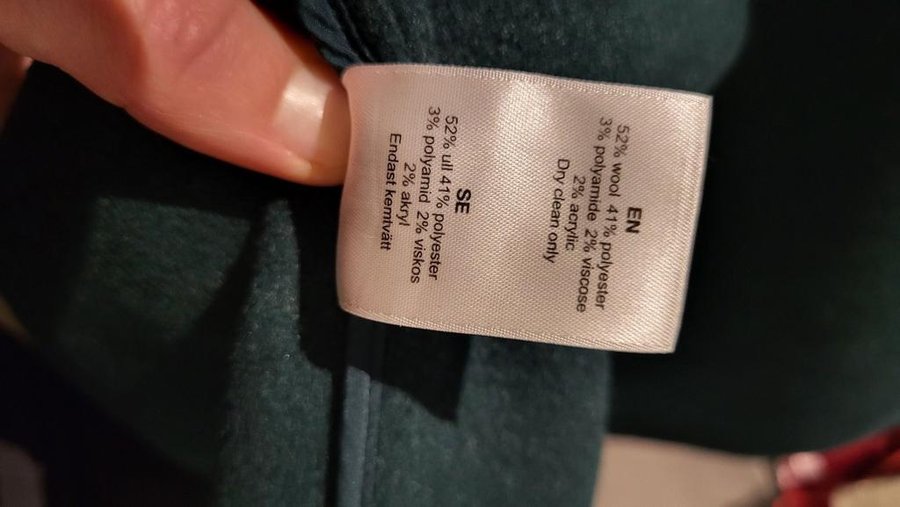 EN
52% wool 41% polyester
3% polyamide 2% viscose
2% acrylic
Dry clean only
SE
52% ull 41% polyester
3% polyamid 2% viskos
2% akryl
Endast kemtvätt